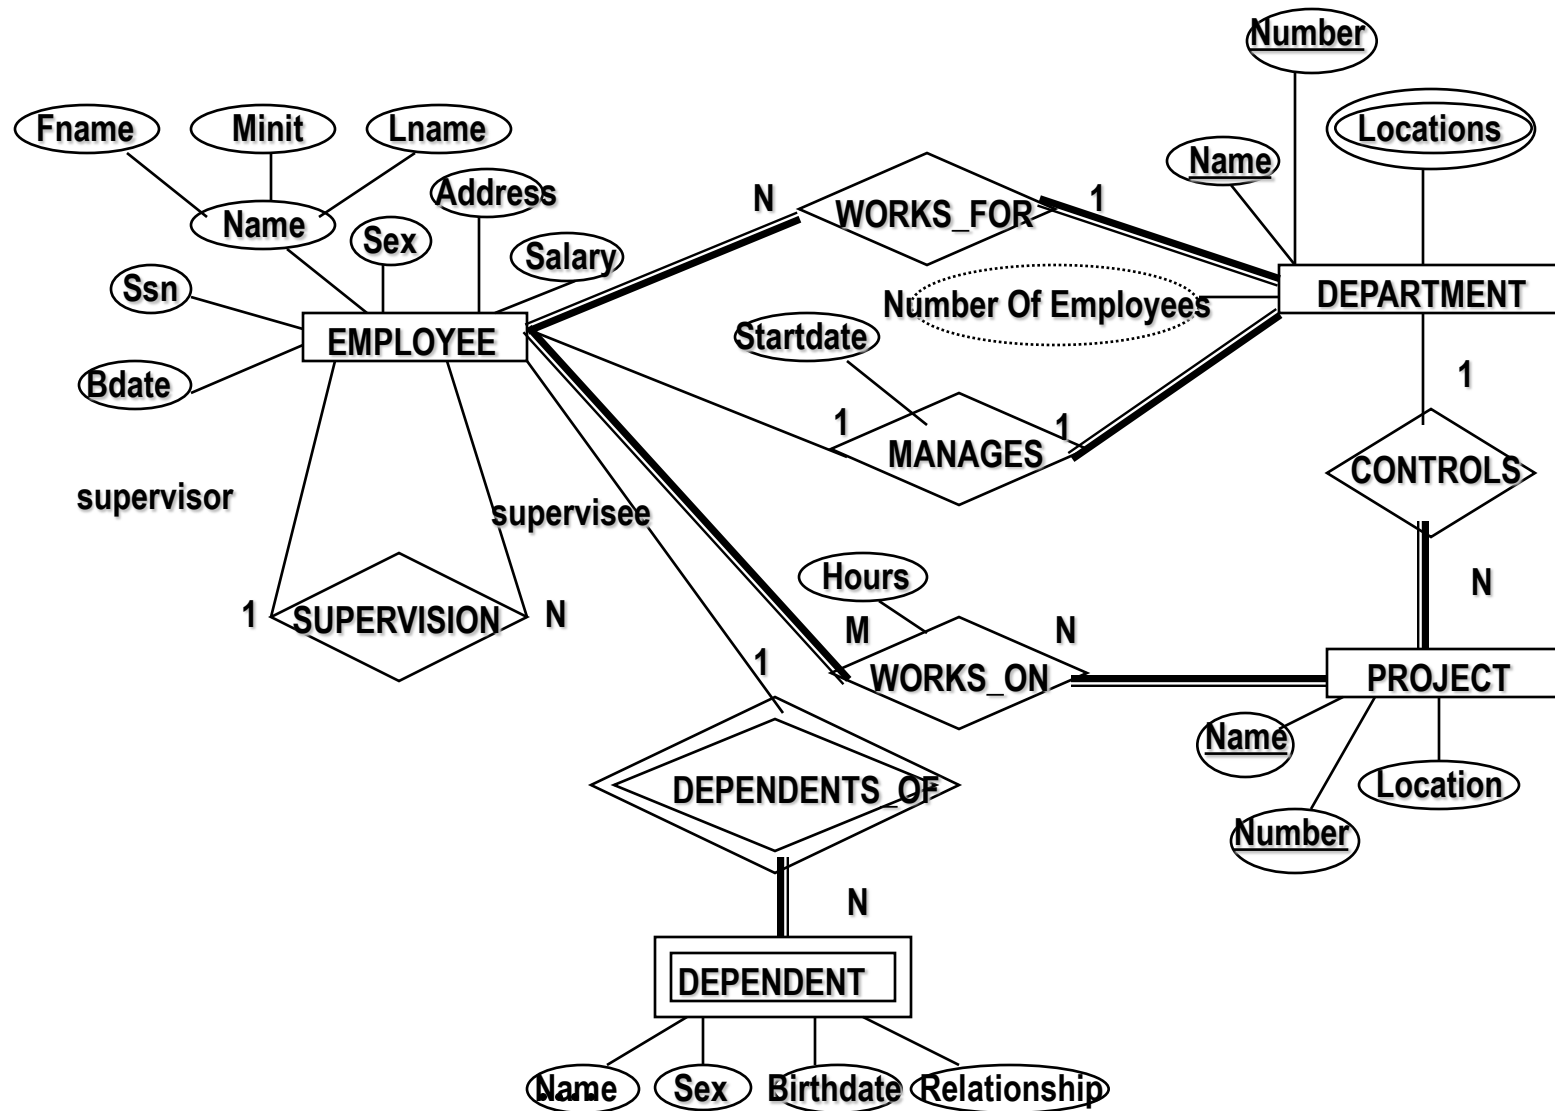 Number
Fname
Minit
Lname
Locations
Name
Address
N
WORKS_FOR
1
Name
Sex
Salary
Ssn
Number Of Employees
DEPARTMENT
EMPLOYEE
Startdate
Bdate
1
1
1
MANAGES
CONTROLS
supervisor
supervisee
Hours
N
1
SUPERVISION
N
M
N
1
WORKS_ON
PROJECT
Name
DEPENDENTS_OF
Location
Number
N
DEPENDENT
Name
Sex
Birthdate
Relationship